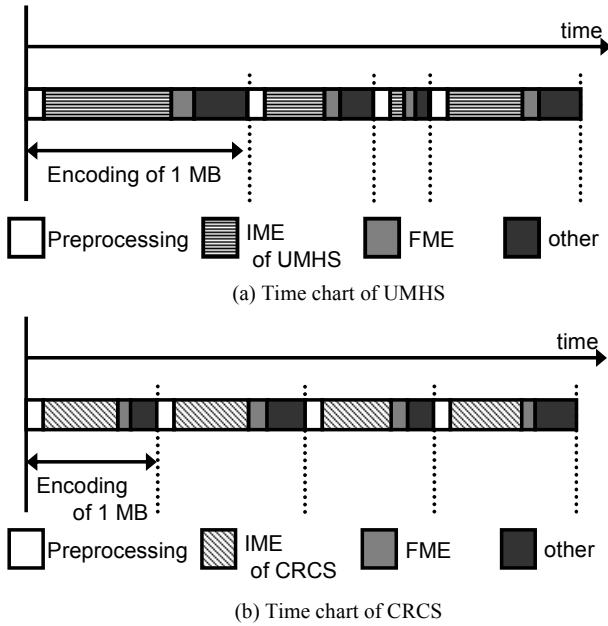 time
Encoding of 1 MB
Preprocessing
IME
of UMHS
FME
other
(a) Time chart of UMHS
time
Encoding
of 1 MB
Preprocessing
IME
of CRCS
FME
other
(b) Time chart of CRCS